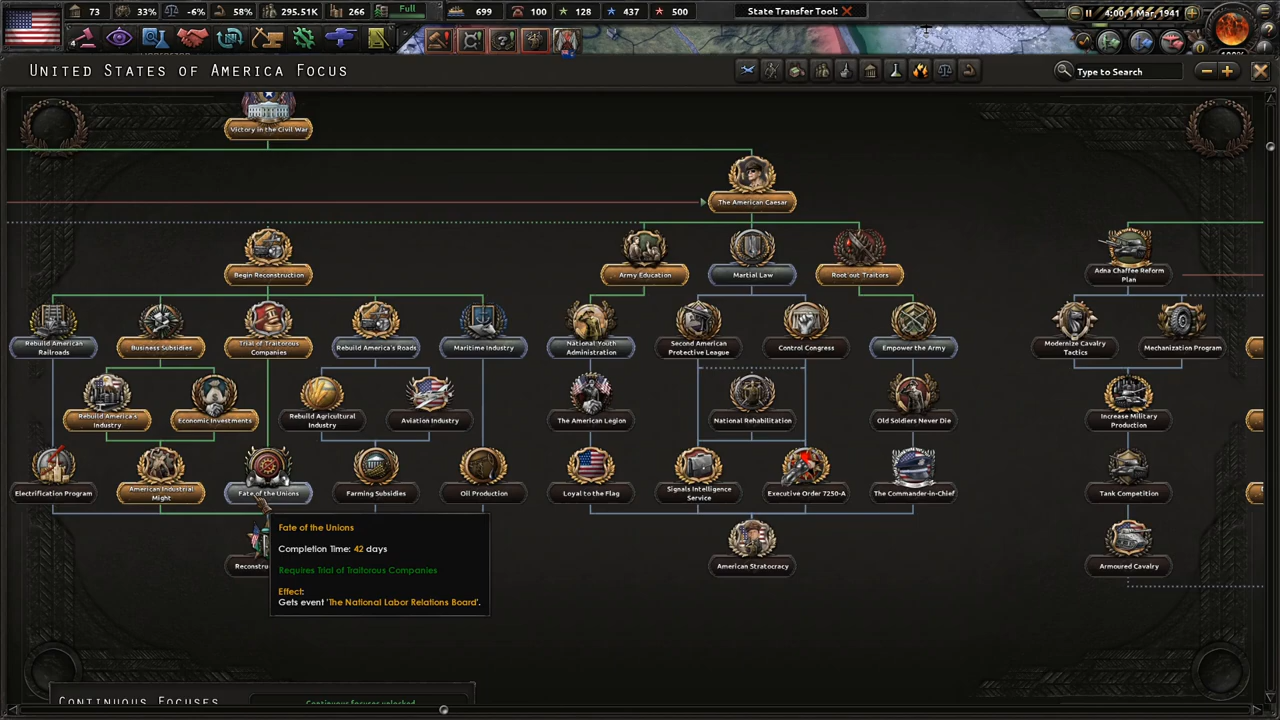 73 33% -6% 58% 295.51K 266 Full 699 100 128 437 500 State Transfer Tool: 4:00, 1 Mar, 1941
4
0
100%
United States of America Focus
Type to Search
Victory in the Civil War
The American Caesar
Begin Reconstruction
Army Education
Martial Law
Root out Traitors
Adna Chaffee Reform
Plan
Rebuild American
Railroads
Business Subsidies
Trial of Traitorous
Companies
Rebuild America's Roads
Maritime Industry
National Youth
Administration
Second American
Protective League
Control Congress
Empower the Army
Modernize Cavalry
Tactics
Mechanization Program
Rebuild America's
Industry
Economic Investments
Rebuild Agricultural
Industry
Aviation Industry
The American Legion
National Rehabilitation
Old Soldiers Never Die
Increase Military
Production
Electrification Program
American Industrial
Might
Fate of the Unions
Farming Subsidies
Oil Production
Loyal to the Flag
Signals Intelligence
Service
Executive Order 7250-A
The Commander-in-Chief
Tank Competition
Reconstru
American Stratocracy
Armoured Cavalry
Fate of the Unions
Completion Time: 42 days
Requires Trial of Traitorous Companies
Effect:
Gets event 'The National Labor Relations Board'.
Continuous Focuses
Continuous focuses unlocked